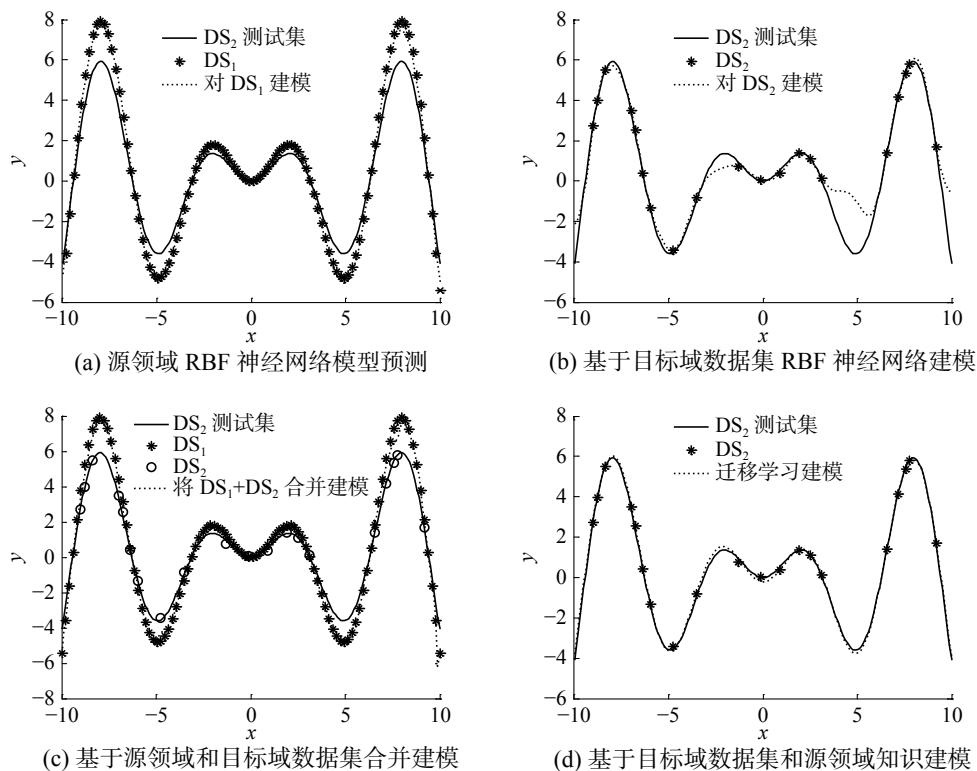 8
6
4
2
0
−2
−4
−6
y
−10
−5
0
5
10
x
DS₂ 测试集
DS₁
对 DS₁ 建模
(a) 源领域 RBF 神经网络模型预测
8
6
4
2
0
−2
−4
−6
y
−10
−5
0
5
10
x
DS₂ 测试集
DS₂
对 DS₂ 建模
(b) 基于目标域数据集 RBF 神经网络建模
8
6
4
2
0
−2
−4
−6
−8
y
−10
−5
0
5
10
x
DS₂ 测试集
DS₁
DS₂
将 DS₁+DS₂ 合并建模
(c) 基于源领域和目标域数据集合并建模
8
6
4
2
0
−2
−4
−6
y
−10
−5
0
5
10
x
DS₂ 测试集
DS₂
迁移学习建模
(d) 基于目标域数据集和源领域知识建模